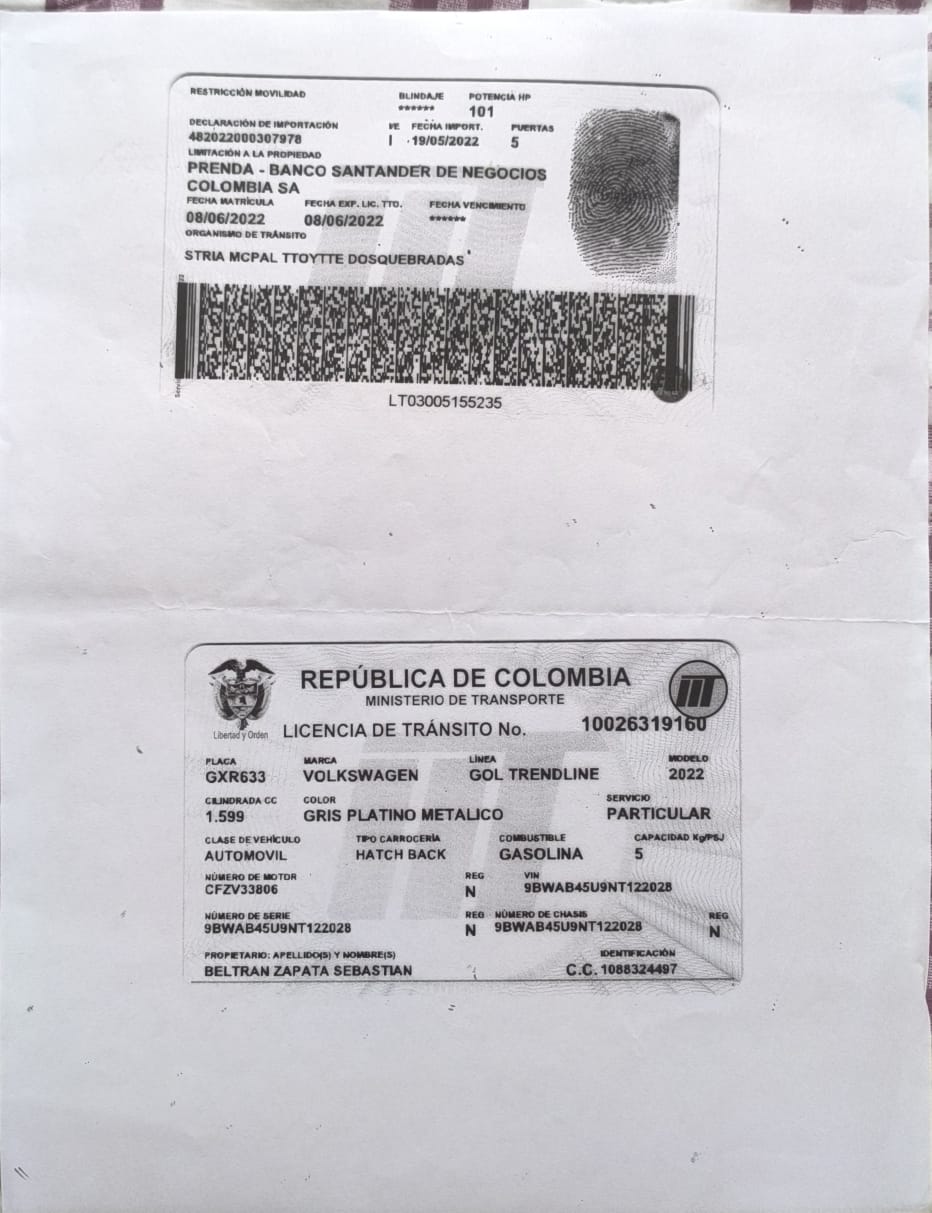 RESTRICCIÓN MOVILIDAD BLINDAJE POTENCIA HP
****** 101
DECLARACIÓN DE IMPORTACIÓN I/E FECHA IMPORT. PUERTAS
482022000307978 I 19/05/2022 5
LIMITACIÓN A LA PROPIEDAD
PRENDA - BANCO SANTANDER DE NEGOCIOS
COLOMBIA SA
FECHA MATRÍCULA FECHA EXP. LIC. TTO. FECHA VENCIMIENTO
08/06/2022 08/06/2022 ******
ORGANISMO DE TRÁNSITO
STRIA MCPAL TTOYTTE DOSQUEBRADAS
LT03005155235
REPÚBLICA DE COLOMBIA
MINISTERIO DE TRANSPORTE
Libertad y Orden LICENCIA DE TRÁNSITO No. 10026319160
PLACA MARCA LÍNEA MODELO
GXR633 VOLKSWAGEN GOL TRENDLINE 2022
CILINDRADA CC COLOR SERVICIO
1.599 GRIS PLATINO METALICO PARTICULAR
CLASE DE VEHÍCULO TIPO CARROCERÍA COMBUSTIBLE CAPACIDAD Kg/PSJ
AUTOMOVIL HATCH BACK GASOLINA 5
NÚMERO DE MOTOR REG VIN
CFZV33806 N 9BWAB45U9NT122028
NÚMERO DE SERIE REG NÚMERO DE CHASIS REG
9BWAB45U9NT122028 N 9BWAB45U9NT122028 N
PROPIETARIO: APELLIDO(S) Y NOMBRE(S) IDENTIFICACIÓN
BELTRAN ZAPATA SEBASTIAN C.C. 1088324497